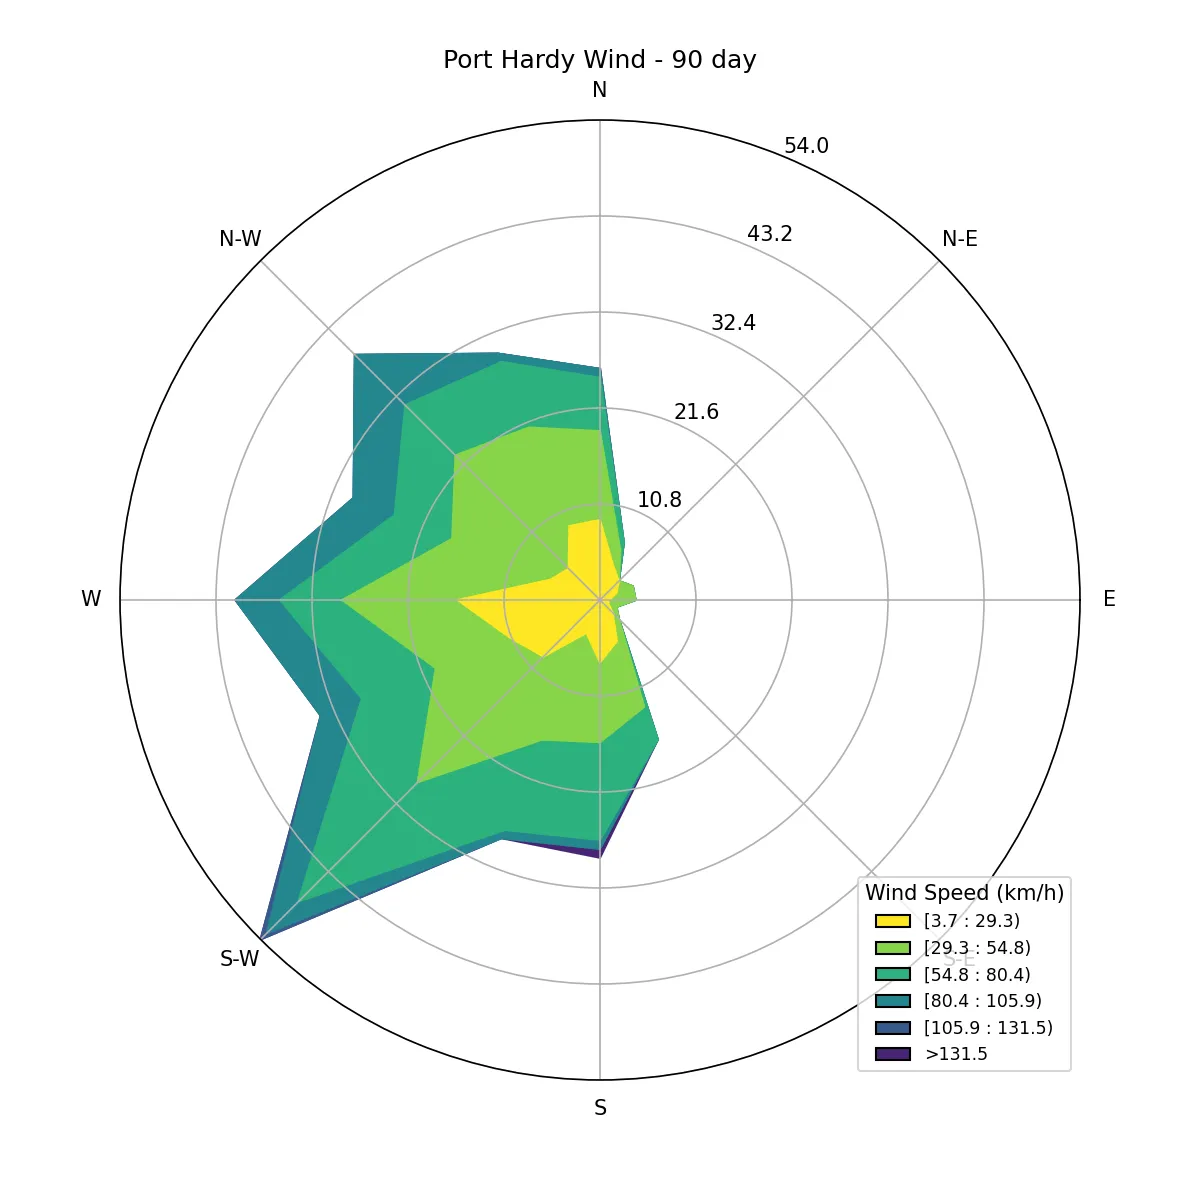 Port Hardy Wind - 90 day
N
54.0
N-W
43.2
N-E
32.4
21.6
10.8
W
E
S-W
S-E
S
Wind Speed (km/h)
[3.7 : 29.3)
[29.3 : 54.8)
[54.8 : 80.4)
[80.4 : 105.9)
[105.9 : 131.5)
>131.5